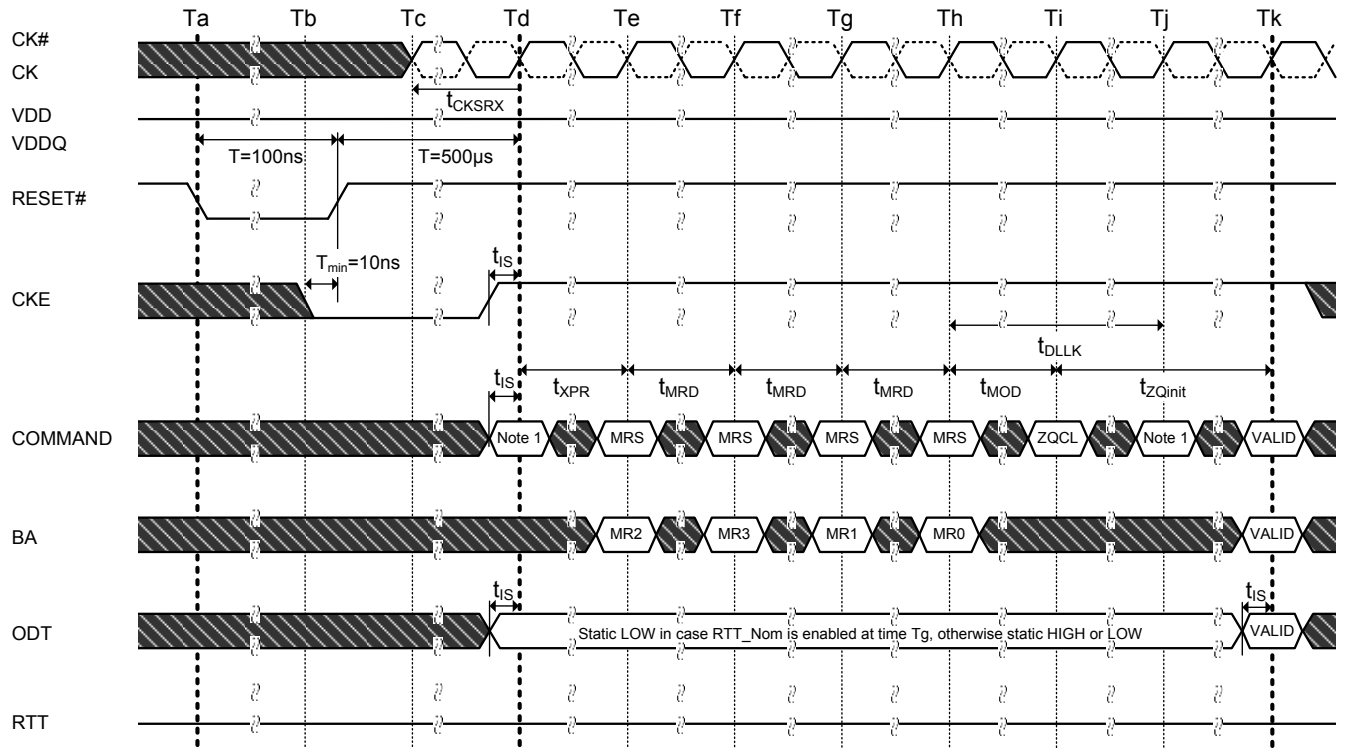 Ta Tb Tc Td Te Tf Tg Th Ti Tj Tk
CK#
CK
tCKSRX
VDD
VDDQ
T=100ns T=500µs
RESET#
Tmin=10ns tIS
CKE
tDLLK
tIS tXPR tMRD tMRD tMRD tMOD tZQinit
COMMAND Note 1 MRS MRS MRS MRS ZQCL Note 1 VALID
BA MR2 MR3 MR1 MR0 VALID
tIS tIS
ODT Static LOW in case RTT_Nom is enabled at time Tg, otherwise static HIGH or LOW VALID
RTT